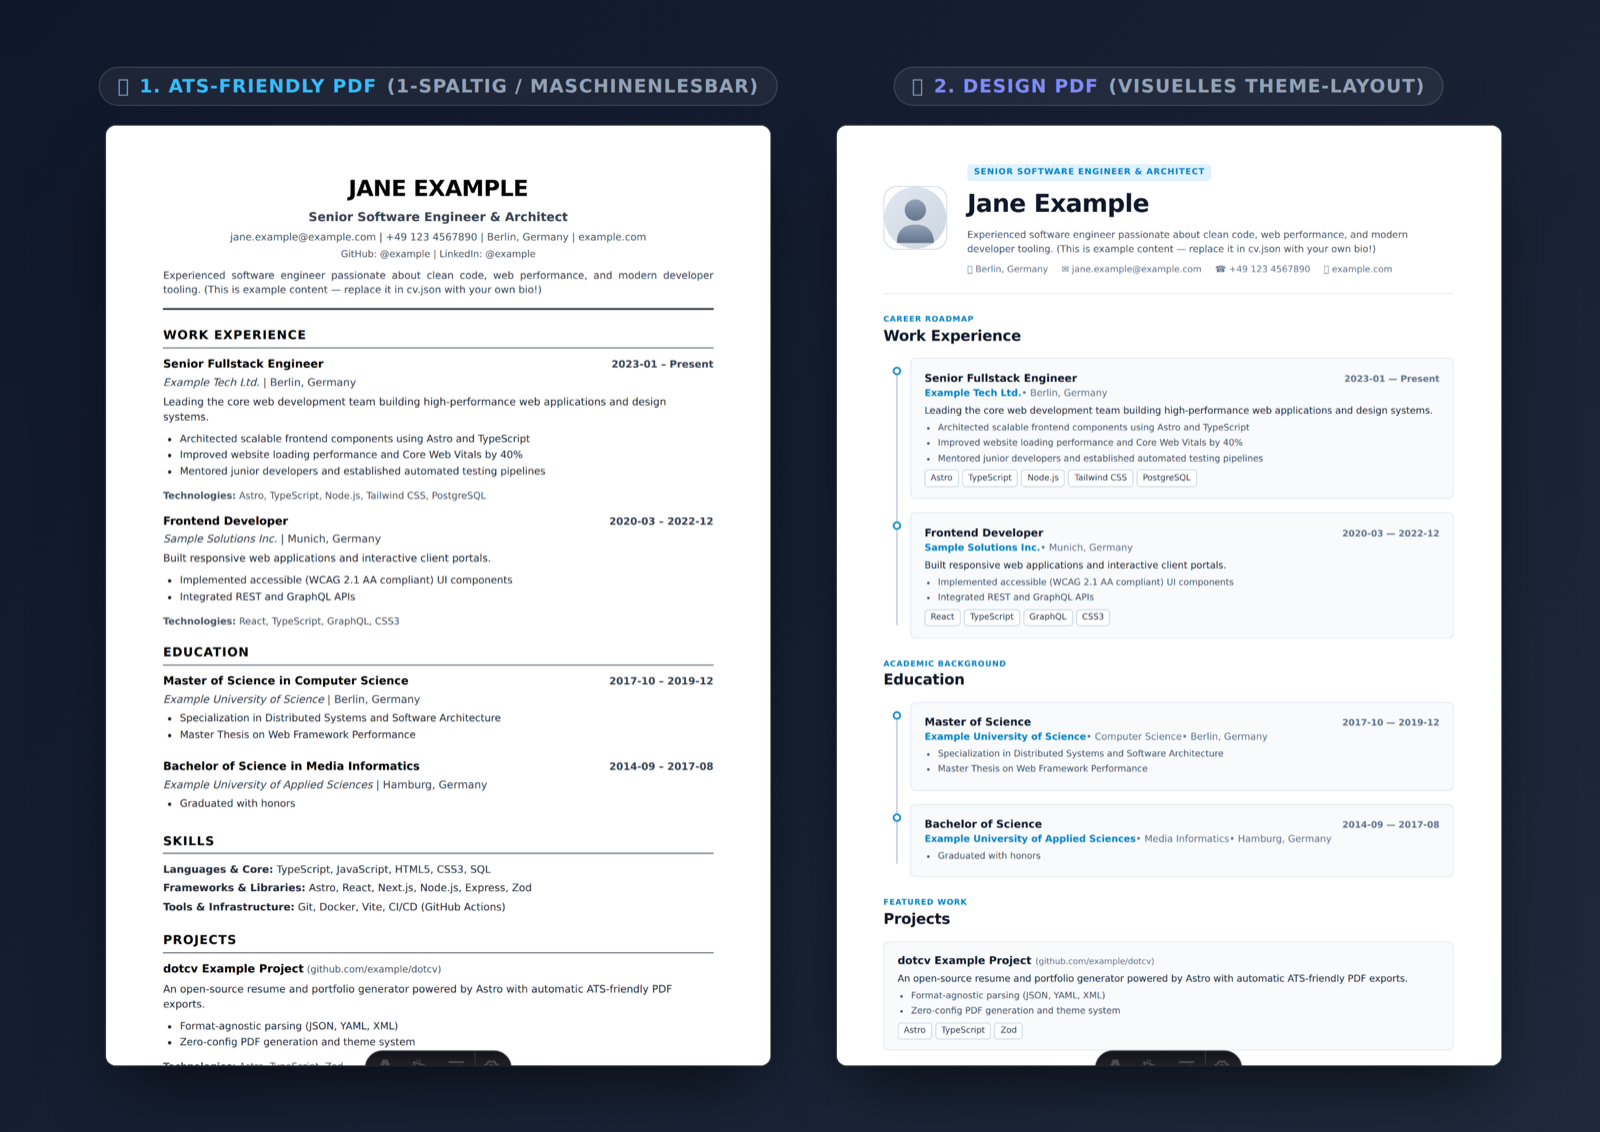 1. ATS-FRIENDLY PDF (1-SPALTIG / MASCHINENLESBAR)
JANE EXAMPLE
Senior Software Engineer & Architect
jane.example@example.com | +49 123 4567890 | Berlin, Germany | example.com
GitHub: @example | LinkedIn: @example
Experienced software engineer passionate about clean code, web performance, and modern developer
tooling. (This is example content — replace it in cv.json with your own bio!)
WORK EXPERIENCE
Senior Fullstack Engineer 2023-01 – Present
Example Tech Ltd. | Berlin, Germany
Leading the core web development team building high-performance web applications and design
systems.
• Architected scalable frontend components using Astro and TypeScript
• Improved website loading performance and Core Web Vitals by 40%
• Mentored junior developers and established automated testing pipelines
Technologies: Astro, TypeScript, Node.js, Tailwind CSS, PostgreSQL
Frontend Developer 2020-03 – 2022-12
Sample Solutions Inc. | Munich, Germany
Built responsive web applications and interactive client portals.
• Implemented accessible (WCAG 2.1 AA compliant) UI components
• Integrated REST and GraphQL APIs
Technologies: React, TypeScript, GraphQL, CSS3
EDUCATION
Master of Science in Computer Science 2017-10 – 2019-12
Example University of Science | Berlin, Germany
• Specialization in Distributed Systems and Software Architecture
• Master Thesis on Web Framework Performance
Bachelor of Science in Media Informatics 2014-09 – 2017-08
Example University of Applied Sciences | Hamburg, Germany
• Graduated with honors
SKILLS
Languages & Core: TypeScript, JavaScript, HTML5, CSS3, SQL
Frameworks & Libraries: Astro, React, Next.js, Node.js, Express, Zod
Tools & Infrastructure: Git, Docker, Vite, CI/CD (GitHub Actions)
PROJECTS
dotcv Example Project (github.com/example/dotcv)
An open-source resume and portfolio generator powered by Astro with automatic ATS-friendly PDF
exports.
• Format-agnostic parsing (JSON, YAML, XML)
• Zero-config PDF generation and theme system
Technologies: Astro, TypeScript, Zod
2. DESIGN PDF (VISUELLES THEME-LAYOUT)
SENIOR SOFTWARE ENGINEER & ARCHITECT
Jane Example
Experienced software engineer passionate about clean code, web performance, and modern
developer tooling. (This is example content — replace it in cv.json with your own bio!)
Berlin, Germany ✉ jane.example@example.com ☎ +49 123 4567890 example.com
CAREER ROADMAP
Work Experience
Senior Fullstack Engineer 2023-01 — Present
Example Tech Ltd.• Berlin, Germany
Leading the core web development team building high-performance web applications and design systems.
• Architected scalable frontend components using Astro and TypeScript
• Improved website loading performance and Core Web Vitals by 40%
• Mentored junior developers and established automated testing pipelines
Astro TypeScript Node.js Tailwind CSS PostgreSQL
Frontend Developer 2020-03 — 2022-12
Sample Solutions Inc.• Munich, Germany
Built responsive web applications and interactive client portals.
• Implemented accessible (WCAG 2.1 AA compliant) UI components
• Integrated REST and GraphQL APIs
React TypeScript GraphQL CSS3
ACADEMIC BACKGROUND
Education
Master of Science 2017-10 — 2019-12
Example University of Science• Computer Science• Berlin, Germany
• Specialization in Distributed Systems and Software Architecture
• Master Thesis on Web Framework Performance
Bachelor of Science 2014-09 — 2017-08
Example University of Applied Sciences• Media Informatics• Hamburg, Germany
• Graduated with honors
FEATURED WORK
Projects
dotcv Example Project (github.com/example/dotcv)
An open-source resume and portfolio generator powered by Astro with automatic ATS-friendly PDF exports.
• Format-agnostic parsing (JSON, YAML, XML)
• Zero-config PDF generation and theme system
Astro TypeScript Zod